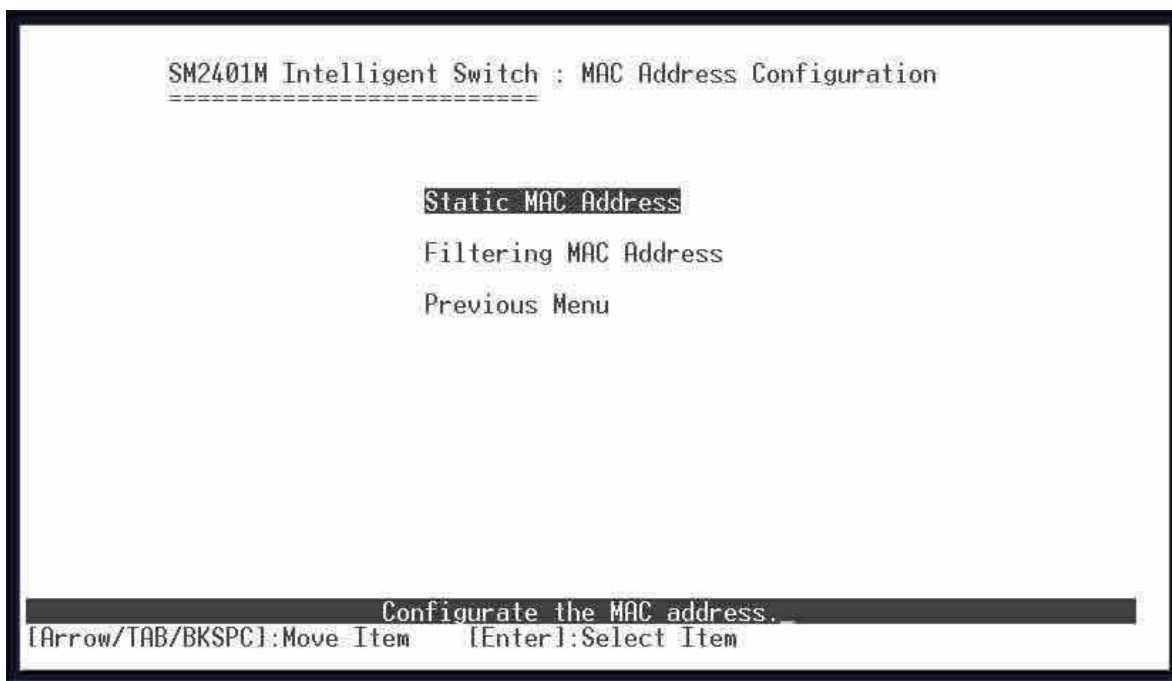 SM2401M Intelligent Switch : MAC Address Configuration
==========================
Static MAC Address
Filtering MAC Address
Previous Menu
Configurate the MAC address._
[Arrow/TAB/BKSPC]:Move Item [Enter]:Select Item